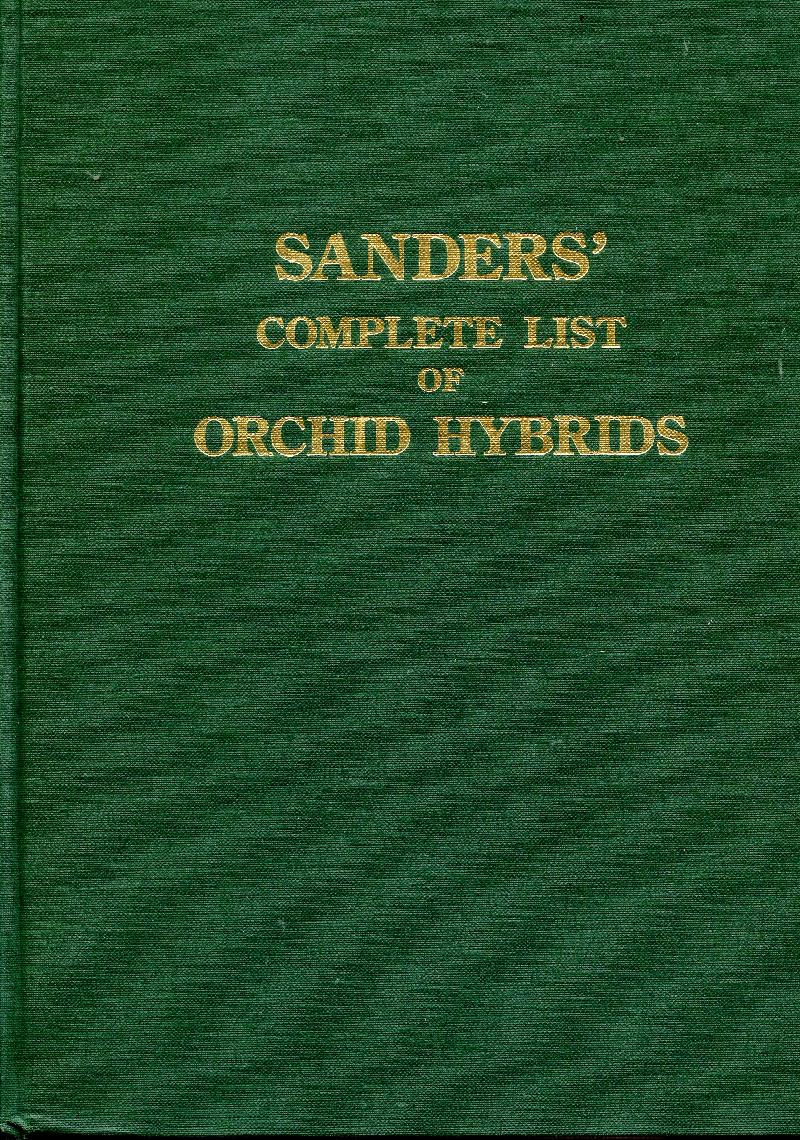 SANDERS’
COMPLETE LIST
OF
ORCHID HYBRIDS